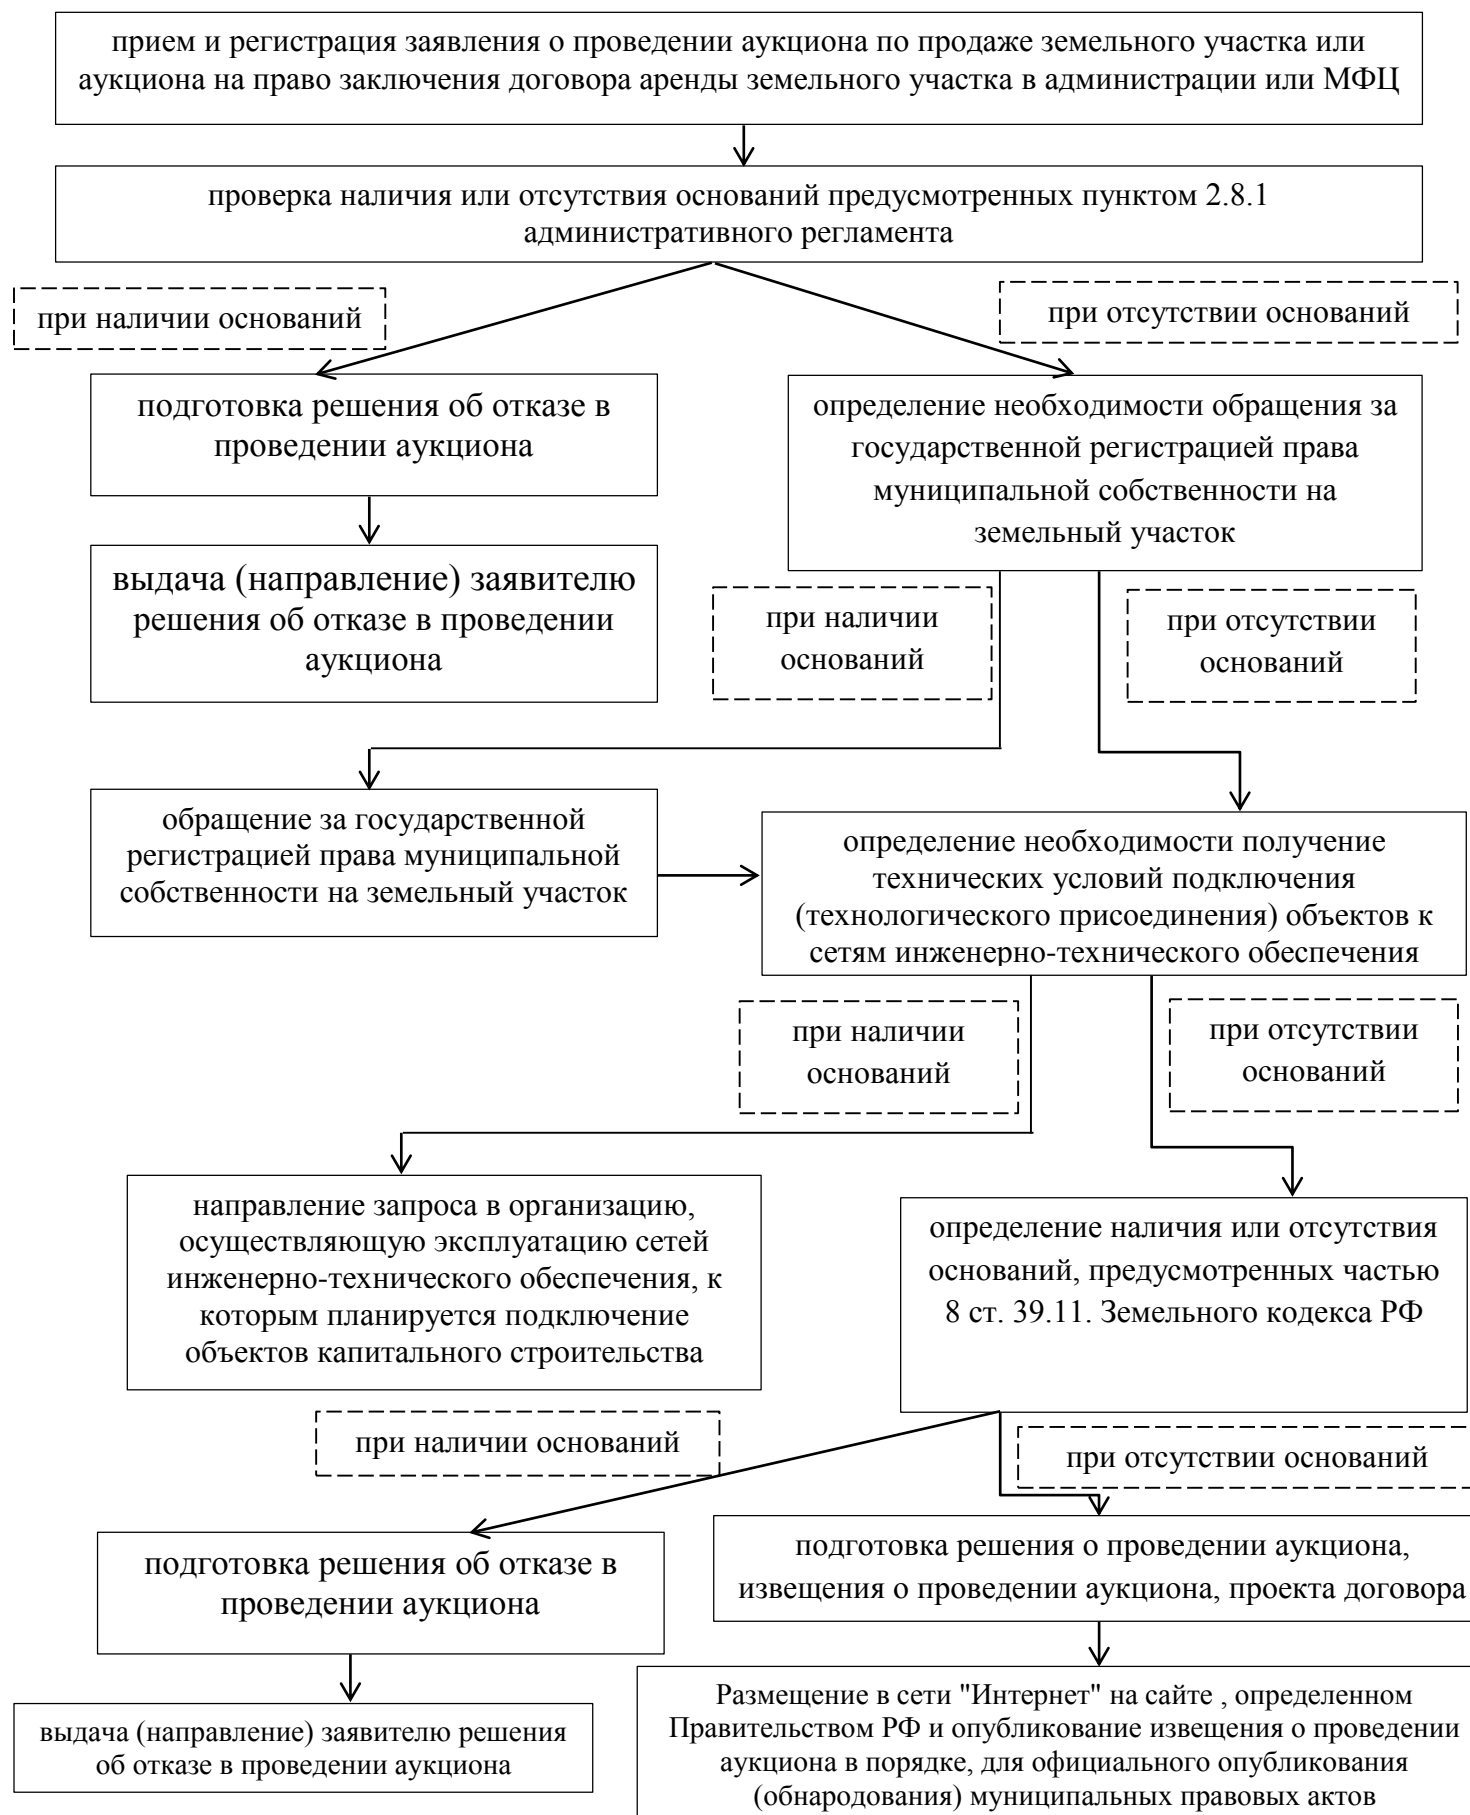 прием и регистрация заявления о проведении аукциона по продаже земельного участка или
аукциона на право заключения договора аренды земельного участка в администрации или МФЦ
проверка наличия или отсутствия оснований предусмотренных пунктом 2.8.1
административного регламента
при наличии оснований
при отсутствии оснований
подготовка решения об отказе в
проведении аукциона
определение необходимости обращения за
государственной регистрацией права
муниципальной собственности на
земельный участок
выдача (направление) заявителю
решения об отказе в проведении
аукциона
при наличии
оснований
при отсутствии
оснований
обращение за государственной
регистрацией права муниципальной
собственности на земельный участок
определение необходимости получение
технических условий подключения
(технологического присоединения) объектов к
сетям инженерно-технического обеспечения
при наличии
оснований
при отсутствии
оснований
направление запроса в организацию,
осуществляющую эксплуатацию сетей
инженерно-технического обеспечения, к
которым планируется подключение
объектов капитального строительства
определение наличия или отсутствия
оснований, предусмотренных частью
8 ст. 39.11. Земельного кодекса РФ
при наличии оснований
при отсутствии оснований
подготовка решения об отказе в
проведении аукциона
подготовка решения о проведении аукциона,
извещения о проведении аукциона, проекта договора
выдача (направление) заявителю решения
об отказе в проведении аукциона
Размещение в сети "Интернет" на сайте , определенном
Правительством РФ и опубликование извещения о проведении
аукциона в порядке, для официального опубликования
(обнародования) муниципальных правовых актов